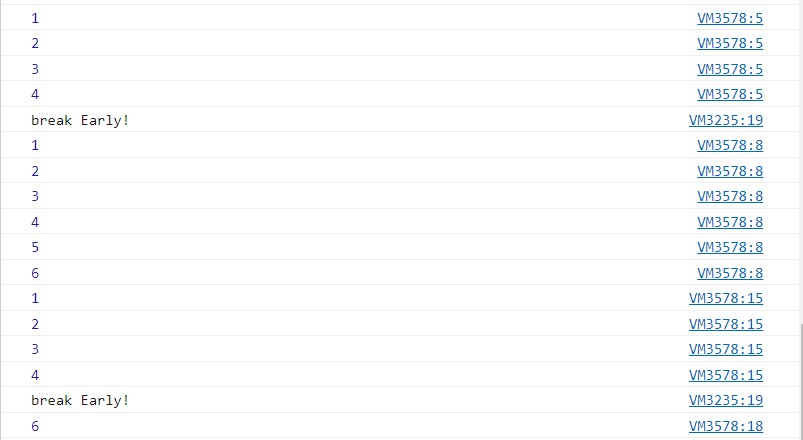 1 VM3578:5
2 VM3578:5
3 VM3578:5
4 VM3578:5
break Early! VM3235:19
1 VM3578:8
2 VM3578:8
3 VM3578:8
4 VM3578:8
5 VM3578:8
6 VM3578:8
1 VM3578:15
2 VM3578:15
3 VM3578:15
4 VM3578:15
break Early! VM3235:19
6 VM3578:18